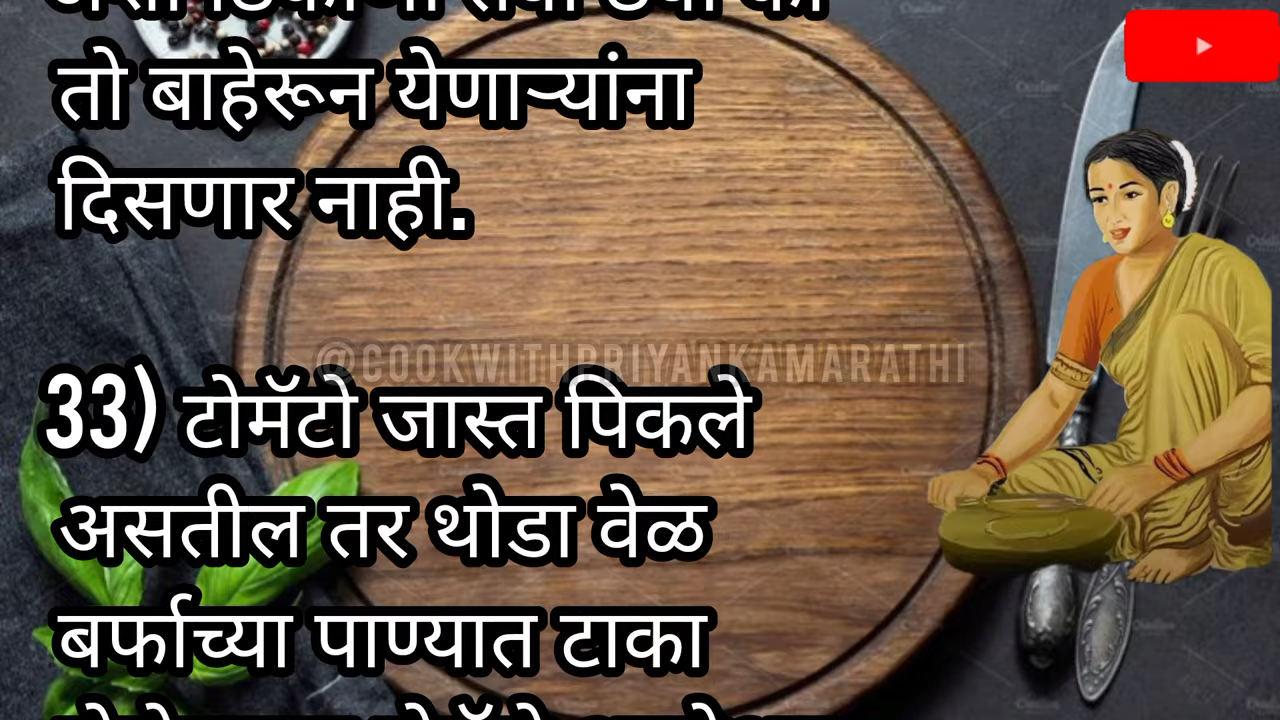 तो बाहेरून येणाऱ्यांना
दिसणार नाही.
@COOKWITHPRIYANKAMARATHI
33) टोमॅटो जास्त पिकले
असतील तर थोडा वेळ
बर्फाच्या पाण्यात टाका